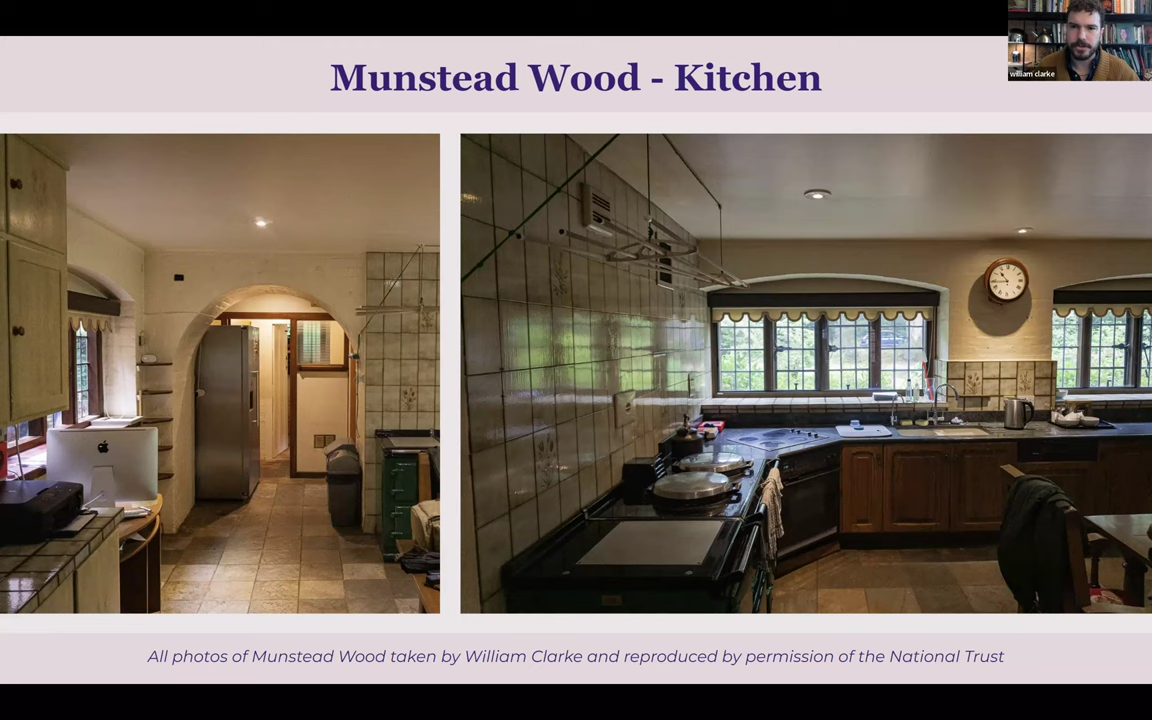 Munstead Wood - Kitchen
william clarke
All photos of Munstead Wood taken by William Clarke and reproduced by permission of the National Trust